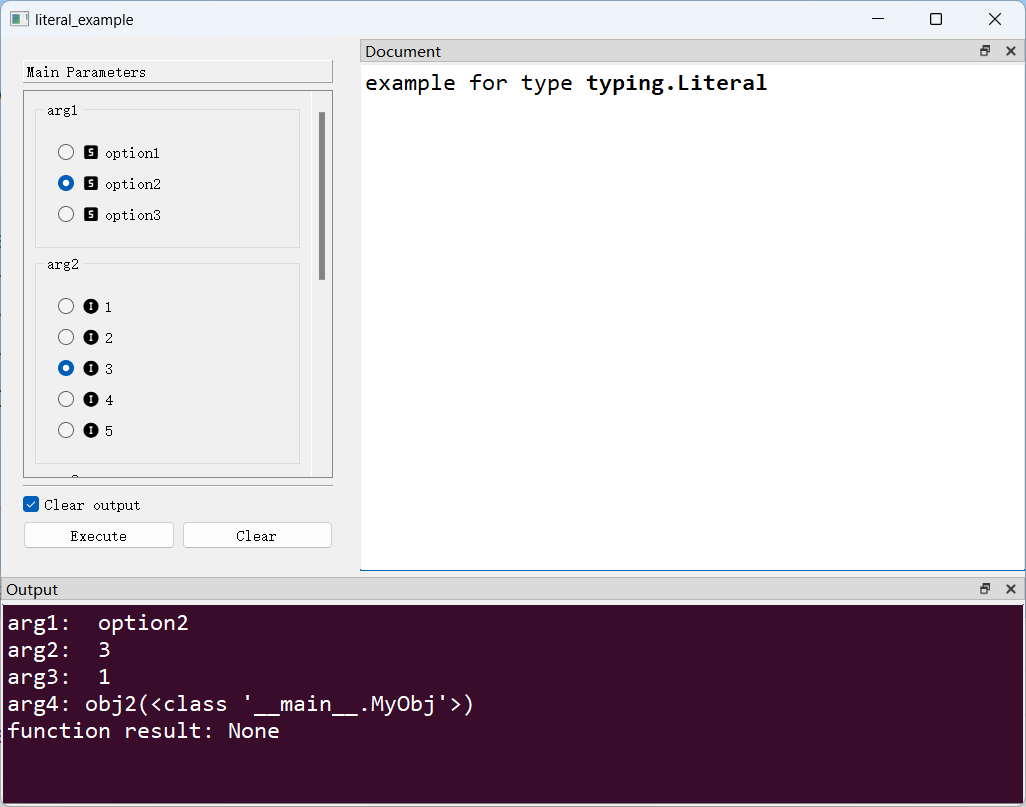 literal_example
Main Parameters
arg1
S option1
S option2
S option3
arg2
I 1
I 2
I 3
I 4
I 5
Clear output
Execute Clear
Document
example for type typing.Literal
Output
arg1:  option2
arg2:  3
arg3:  1
arg4: obj2(<class '__main__.MyObj'>)
function result: None